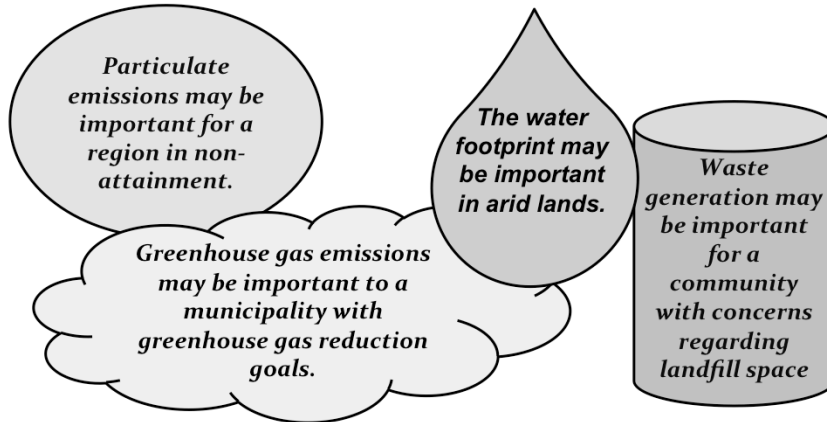 Particulate
emissions may be
important for a
region in non-
attainment.
The water
footprint may
be important
in arid lands.
Waste
generation may
be important
for a
community
with concerns
regarding
landfill space
Greenhouse gas emissions
may be important to a
municipality with
greenhouse gas reduction
goals.